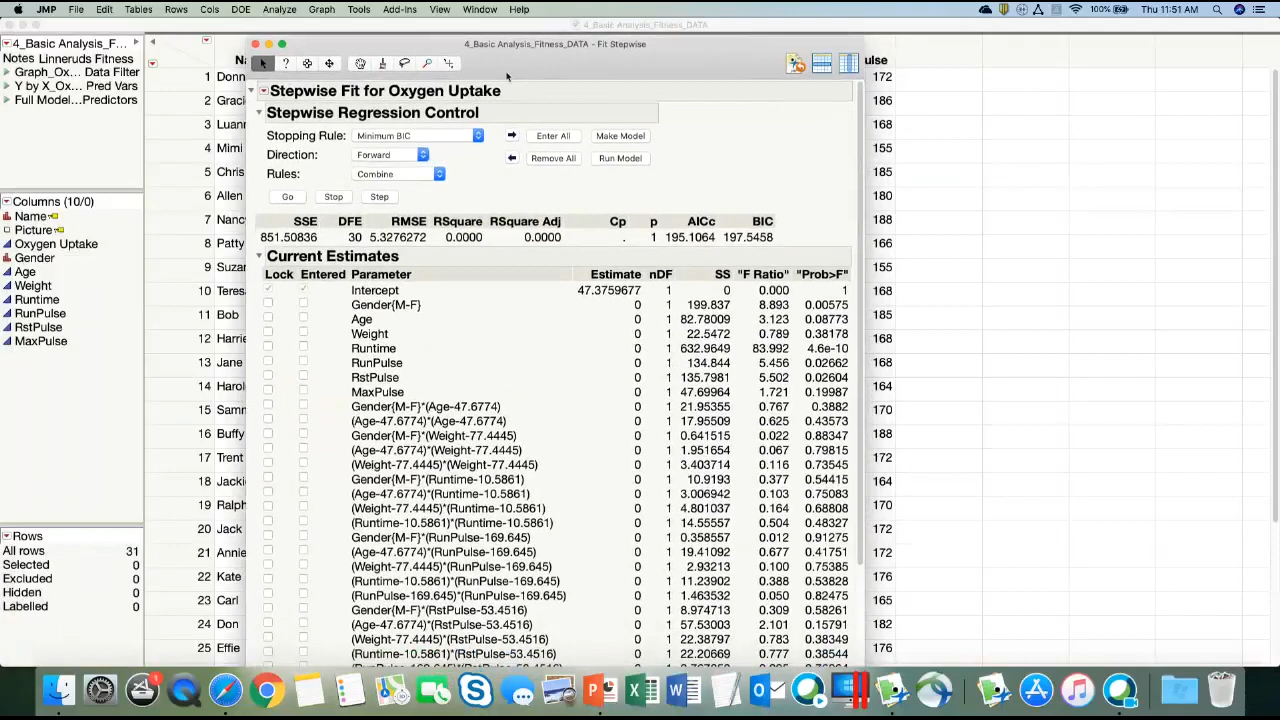 JMP File Edit Tables Rows Cols DOE Analyze Graph Tools Add-Ins View Window Help 100% Thu 11:51 AM
4_Basic Analysis_Fitness_DATA
4_Basic Analysis_F...
Notes Linneruds Fitness
Graph_Ox... Data Filter
Y by X_Ox... Pred Vars
Full Model...Predictors
Columns (10/0)
Name
Picture
Oxygen Uptake
Gender
Age
Weight
Runtime
RunPulse
RstPulse
MaxPulse
Rows
All rows 31
Selected 0
Excluded 0
Hidden 0
Labelled 0
1 Donn
2 Graci
3 Luann
4 Mimi
5 Chris
6 Allen
7 Nancy
8 Patty
9 Suzan
10 Teres
11 Bob
12 Harrie
13 Jane
14 Harol
15 Samm
16 Buffy
17 Trent
18 Jacki
19 Ralph
20 Jack
21 Annie
22 Kate
23 Carl
24 Don
25 Effie
4_Basic Analysis_Fitness_DATA - Fit Stepwise
Stepwise Fit for Oxygen Uptake
Stepwise Regression Control
Stopping Rule: Minimum BIC Enter All Make Model
Direction: Forward Remove All Run Model
Rules: Combine
Go Stop Step
SSE DFE RMSE RSquare RSquare Adj Cp p AICc BIC
851.50836 30 5.3276272 0.0000 0.0000 . 1 195.1064 197.5458
Current Estimates
Lock Entered Parameter Estimate nDF SS "F Ratio" "Prob>F"
Intercept 47.3759677 1 0 0.000 1
Gender{M-F} 0 1 199.837 8.893 0.00575
Age 0 1 82.78009 3.123 0.08773
Weight 0 1 22.5472 0.789 0.38178
Runtime 0 1 632.9649 83.992 4.6e-10
RunPulse 0 1 134.844 5.456 0.02662
RstPulse 0 1 135.7981 5.502 0.02604
MaxPulse 0 1 47.69964 1.721 0.19987
Gender{M-F}*(Age-47.6774) 0 1 21.95355 0.767 0.3882
(Age-47.6774)*(Age-47.6774) 0 1 17.95509 0.625 0.43573
Gender{M-F}*(Weight-77.4445) 0 1 0.641515 0.022 0.88347
(Age-47.6774)*(Weight-77.4445) 0 1 1.951654 0.067 0.79815
(Weight-77.4445)*(Weight-77.4445) 0 1 3.403714 0.116 0.73545
Gender{M-F}*(Runtime-10.5861) 0 1 10.9193 0.377 0.54415
(Age-47.6774)*(Runtime-10.5861) 0 1 3.006942 0.103 0.75083
(Weight-77.4445)*(Runtime-10.5861) 0 1 4.801037 0.164 0.68808
(Runtime-10.5861)*(Runtime-10.5861) 0 1 14.55557 0.504 0.48327
Gender{M-F}*(RunPulse-169.645) 0 1 0.358557 0.012 0.91275
(Age-47.6774)*(RunPulse-169.645) 0 1 19.41092 0.677 0.41751
(Weight-77.4445)*(RunPulse-169.645) 0 1 2.93213 0.100 0.75385
(Runtime-10.5861)*(RunPulse-169.645) 0 1 11.23902 0.388 0.53828
(RunPulse-169.645)*(RunPulse-169.645) 0 1 1.463532 0.050 0.82475
Gender{M-F}*(RstPulse-53.4516) 0 1 8.974713 0.309 0.58261
(Age-47.6774)*(RstPulse-53.4516) 0 1 57.53003 2.101 0.15791
(Weight-77.4445)*(RstPulse-53.4516) 0 1 22.38797 0.783 0.38349
(Runtime-10.5861)*(RstPulse-53.4516) 0 1 22.20669 0.777 0.38544
ulse
172
186
168
155
168
170
188
155
168
188
176
172
168
164
170
188
172
168
170
172
172
176
165
182
176